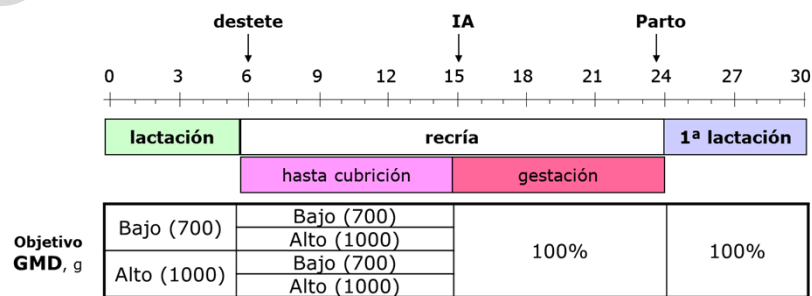 destete IA Parto
0 3 6 9 12 15 18 21 24 27 30
lactación recría 1ª lactación
hasta cubrición gestación
Objetivo
GMD, g
Bajo (700)
Alto (1000)
Bajo (700)
Alto (1000)
Bajo (700)
Alto (1000)
100%
100%